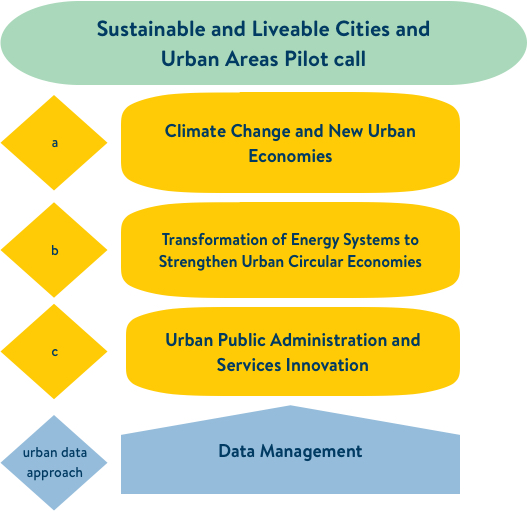 Sustainable and Liveable Cities and
Urban Areas Pilot call
a
Climate Change and New Urban
Economies
b
Transformation of Energy Systems to
Strengthen Urban Circular Economies
c
Urban Public Administration and
Services Innovation
urban data
approach
Data Management